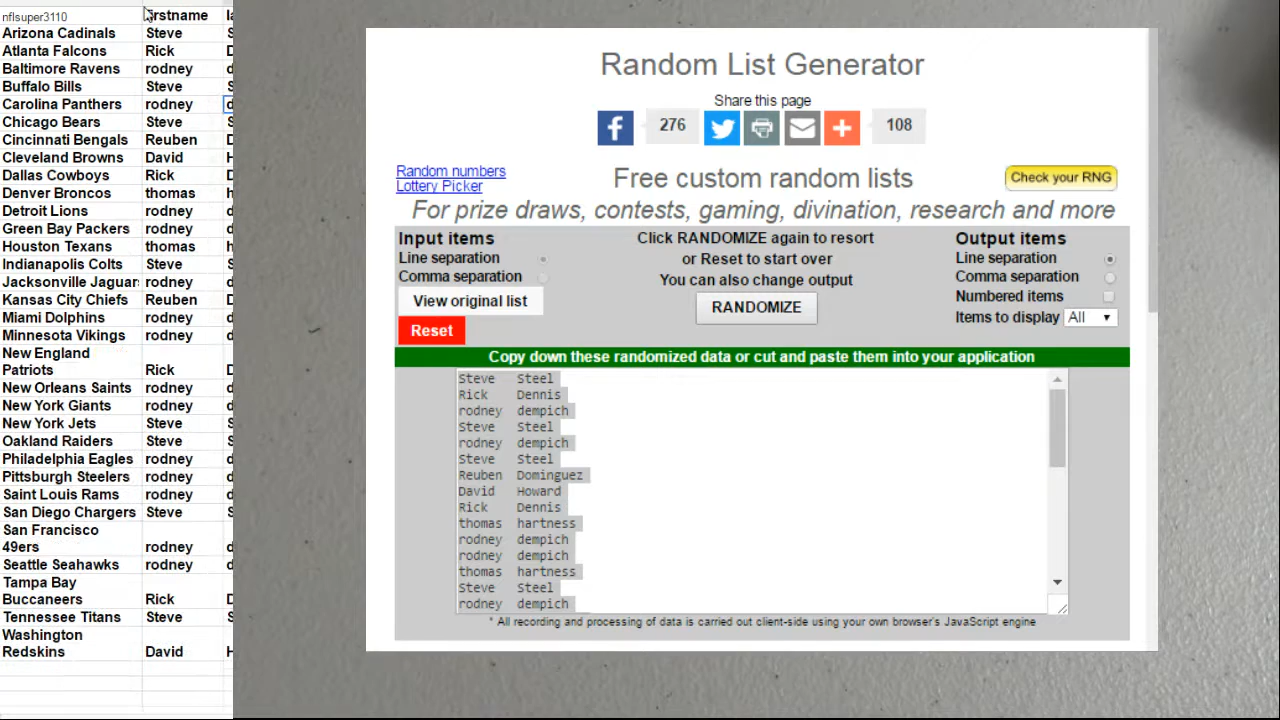 nflsuper3110 firstname
Arizona Cadinals Steve
Atlanta Falcons Rick
Baltimore Ravens rodney
Buffalo Bills Steve
Carolina Panthers rodney
Chicago Bears Steve
Cincinnati Bengals Reuben
Cleveland Browns David
Dallas Cowboys Rick
Denver Broncos thomas
Detroit Lions rodney
Green Bay Packers rodney
Houston Texans thomas
Indianapolis Colts Steve
Jacksonville Jaguars rodney
Kansas City Chiefs Reuben
Miami Dolphins rodney
Minnesota Vikings rodney
New England
Patriots Rick
New Orleans Saints rodney
New York Giants rodney
New York Jets Steve
Oakland Raiders Steve
Philadelphia Eagles rodney
Pittsburgh Steelers rodney
Saint Louis Rams rodney
San Diego Chargers Steve
San Francisco
49ers rodney
Seattle Seahawks rodney
Tampa Bay
Buccaneers Rick
Tennessee Titans Steve
Washington
Redskins David
Random List Generator
Share this page
276 108
Random numbers
Lottery Picker
Free custom random lists
Check your RNG
For prize draws, contests, gaming, divination, research and more
Input items
Line separation
Comma separation
View original list
Reset
Click RANDOMIZE again to resort
or Reset to start over
You can also change output
RANDOMIZE
Output items
Line separation
Comma separation
Numbered items
Items to display All
Copy down these randomized data or cut and paste them into your application
Steve Steel
Rick Dennis
rodney dempich
Steve Steel
rodney dempich
Steve Steel
Reuben Dominguez
David Howard
Rick Dennis
thomas hartness
rodney dempich
rodney dempich
thomas hartness
Steve Steel
rodney dempich
* All recording and processing of data is carried out client-side using your own browser's JavaScript engine